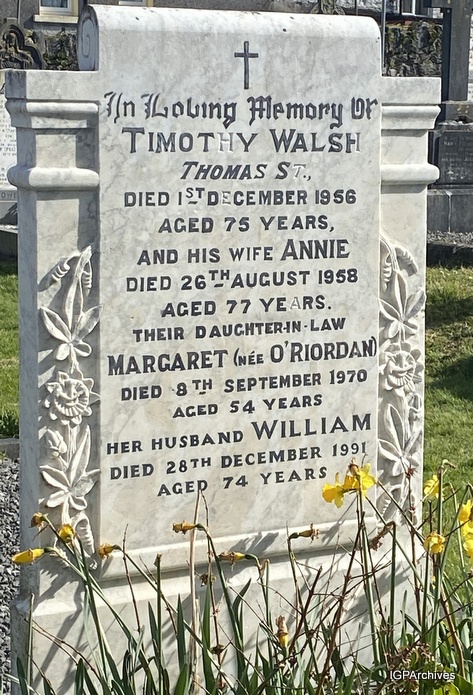 In Loving Memory Of
TIMOTHY WALSH
THOMAS ST.,
DIED 1ST DECEMBER 1956
AGED 75 YEARS,
AND HIS WIFE ANNIE
DIED 26TH AUGUST 1958
AGED 77 YEARS.
THEIR DAUGHTER-IN-LAW
MARGARET (NÉE O'RIORDAN)
DIED 8TH SEPTEMBER 1970
AGED 54 YEARS
HER HUSBAND WILLIAM
DIED 28TH DECEMBER 1991
AGED 74 YEARS
IGPArchives